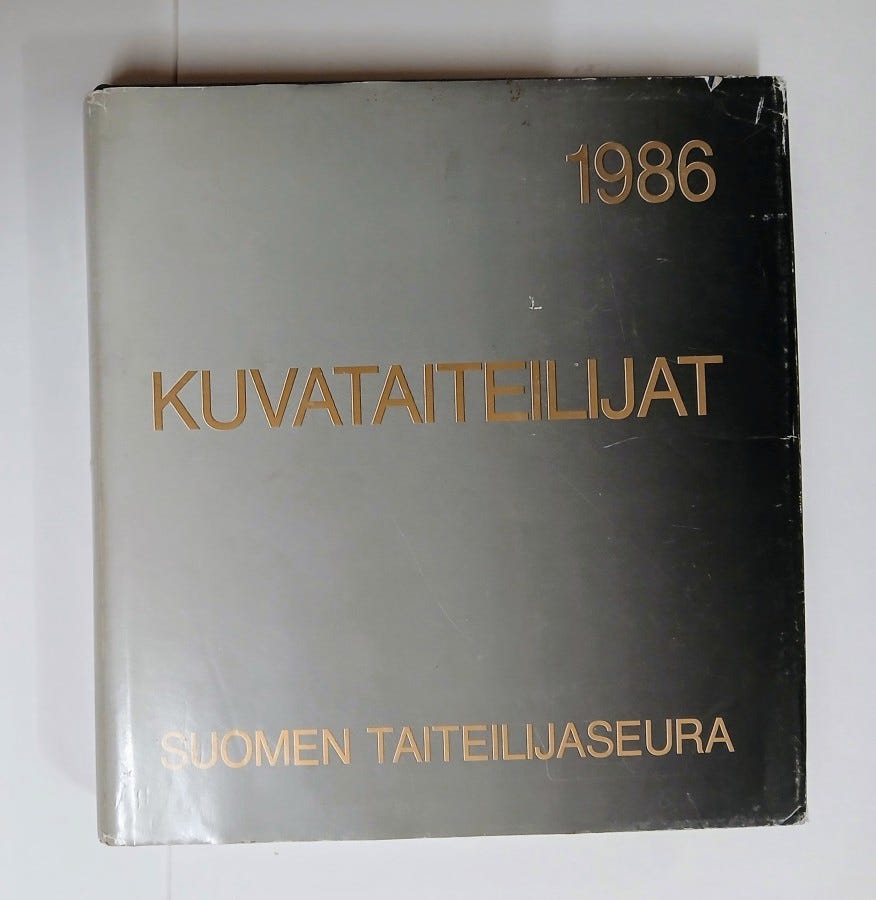 1986
KUVATAITEILIJAT
SUOMEN TAITEILIJASEURA